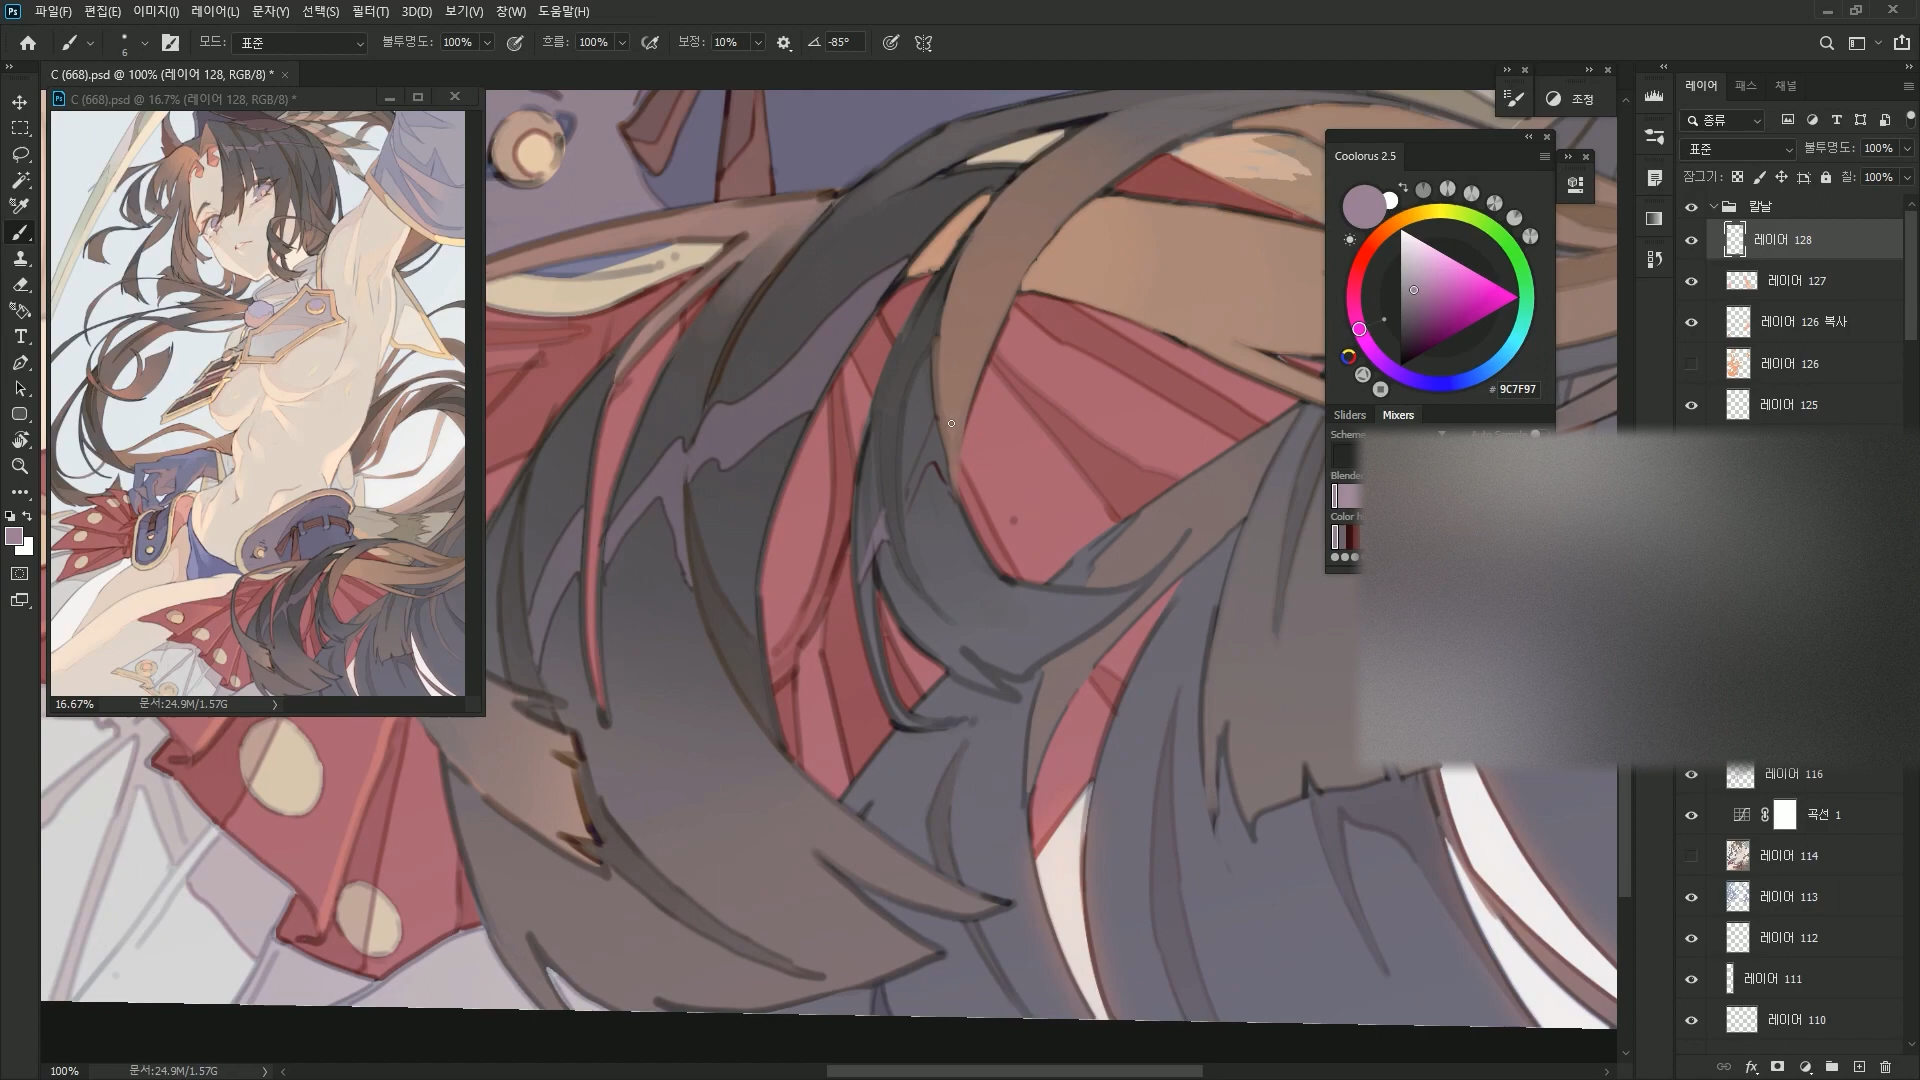 Ps 파일(F) 편집(E) 이미지(I) 레이어(L) 문자(Y) 선택(S) 필터(T) 3D(D) 보기(V) 창(W) 도움말(H)
6 모드: 표준 불투명도: 100% 흐름: 100% 보정: 10% -85°
C (668).psd @ 100% (레이어 128, RGB/8) *
Ps C (668).psd @ 16.7% (레이어 128, RGB/8) *
16.67% 문서:24.9M/1.57G
조정
Coolorus 2.5
# 9C7F97
Sliders Mixers
Scheme Auto Sample
Blende
Color h
레이어 패스 채널
종류
표준 불투명도: 100%
잠그기: 칠: 100%
칼날
레이어 128
레이어 127
레이어 126 복사
레이어 126
레이어 125
레이어 116
곡선 1
레이어 114
레이어 113
레이어 112
레이어 111
레이어 110
fx
100% 문서:24.9M/1.57G